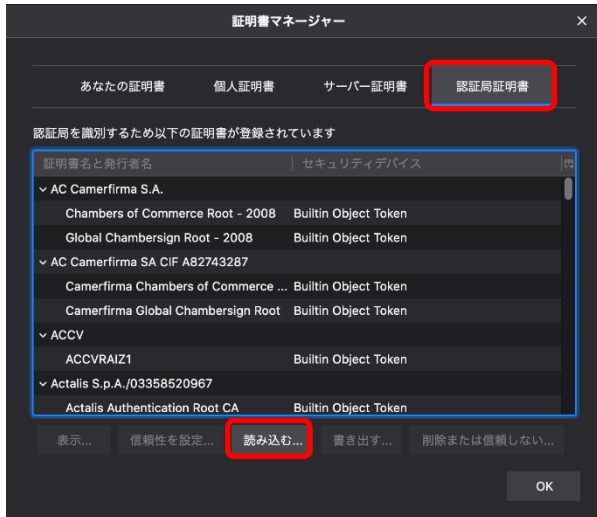 証明書マネージャー ×
あなたの証明書 個人証明書 サーバー証明書 認証局証明書
認証局を識別するため以下の証明書が登録されています
証明書名と発行者名 セキュリティデバイス
AC Camerfirma S.A.
Chambers of Commerce Root - 2008 Builtin Object Token
Global Chambersign Root - 2008 Builtin Object Token
AC Camerfirma SA CIF A82743287
Camerfirma Chambers of Commerce ... Builtin Object Token
Camerfirma Global Chambersign Root Builtin Object Token
ACCV
ACCVRAIZ1 Builtin Object Token
Actalis S.p.A./03358520967
Actalis Authentication Root CA Builtin Object Token
表示... 信頼性を設定... 読み込む... 書き出す... 削除または信頼しない...
OK